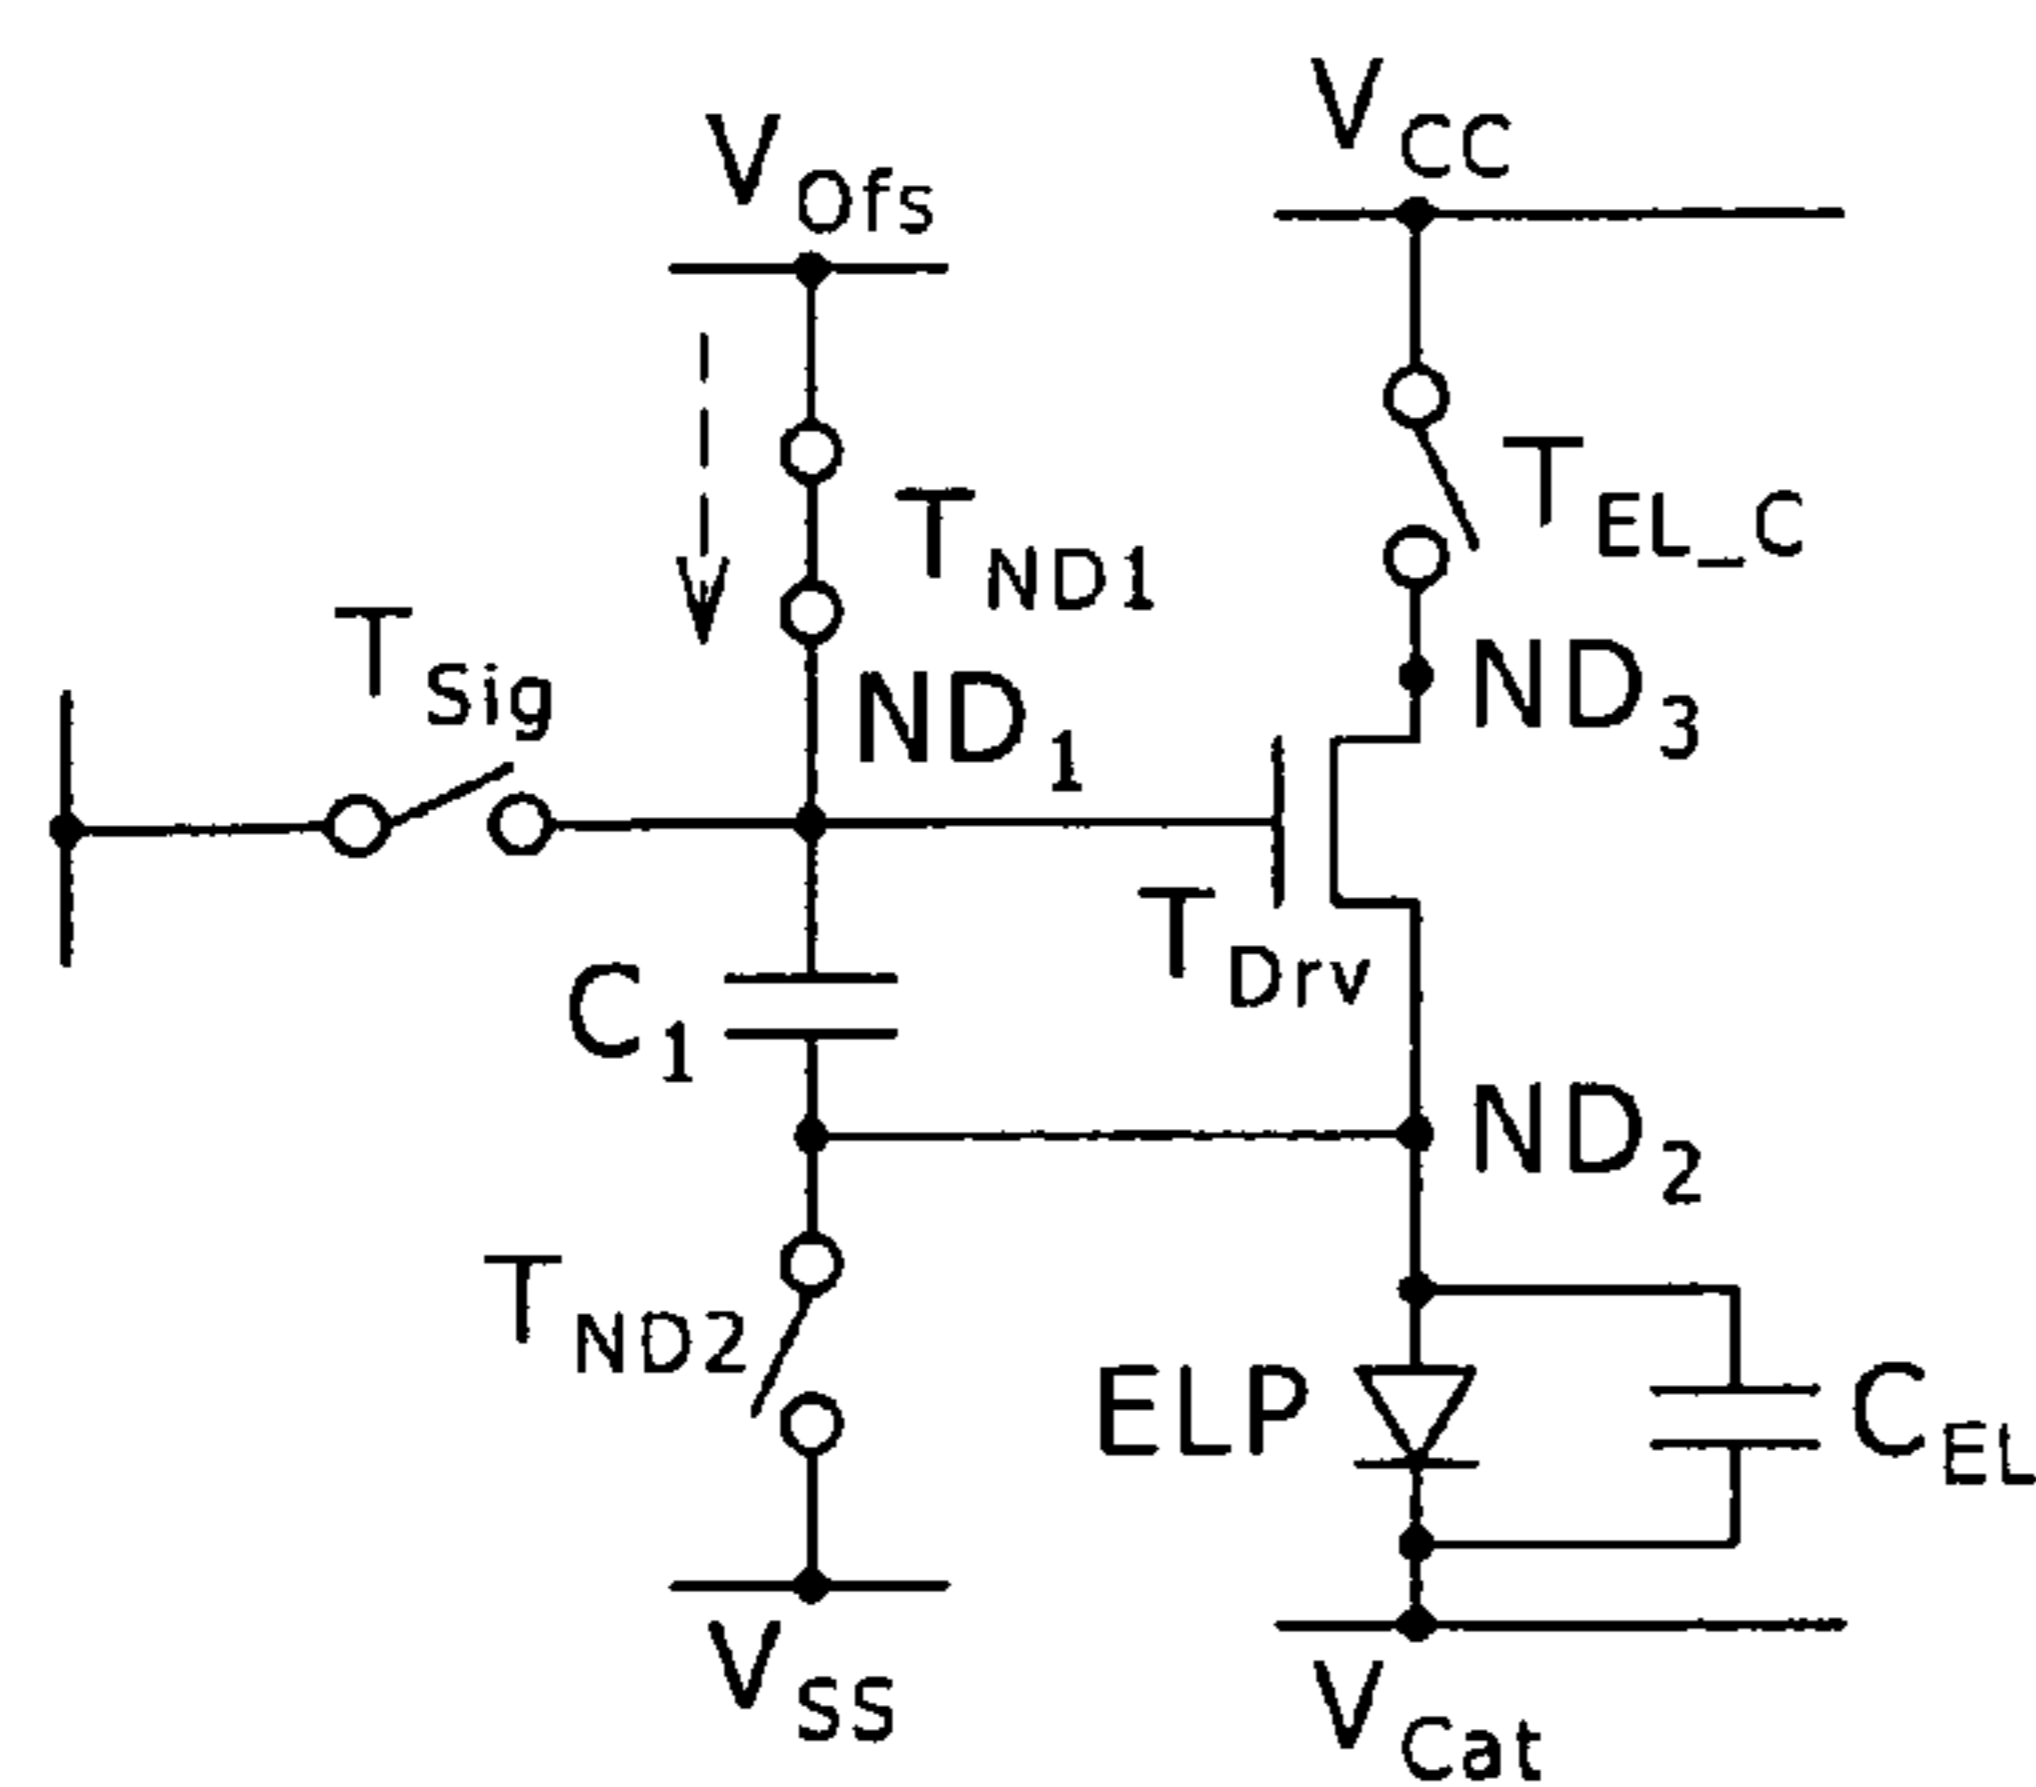 V_CC
V_Ofs
T_EL_C
T_ND1
T_Sig
ND_1
ND_3
T_Drv
C_1
ND_2
T_ND2
ELP
C_EL
V_SS
V_Cat